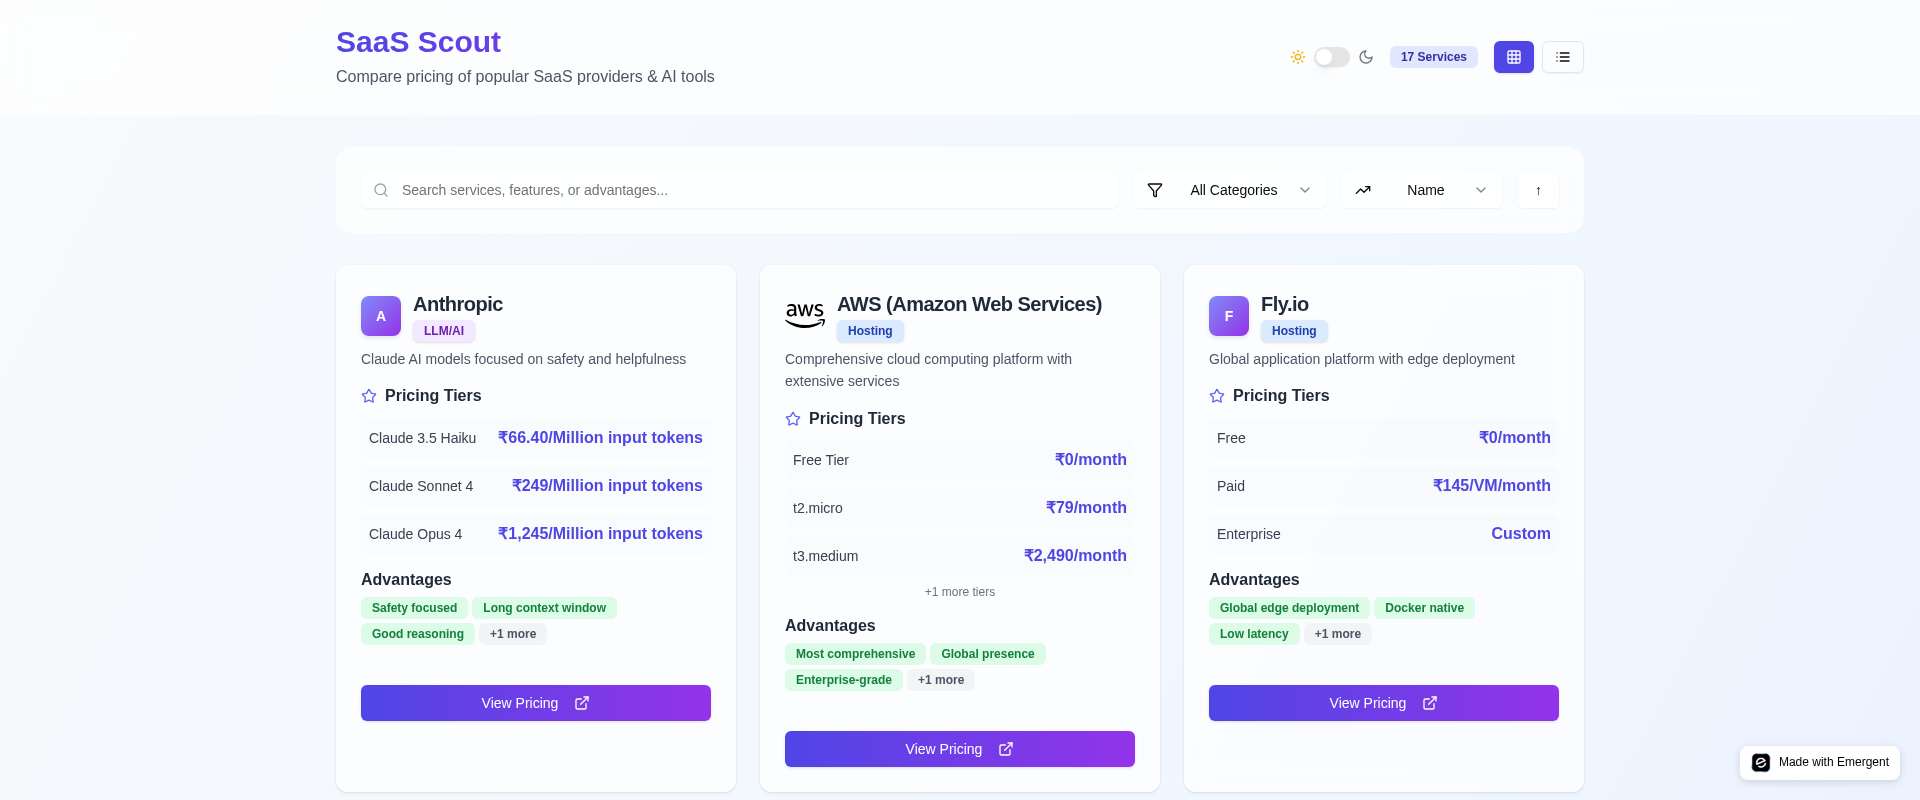 SaaS Scout
Compare pricing of popular SaaS providers & AI tools
17 Services
Search services, features, or advantages...
All Categories
Name
↑
A
Anthropic
LLM/AI
Claude AI models focused on safety and helpfulness
Pricing Tiers
Claude 3.5 Haiku ₹66.40/Million input tokens
Claude Sonnet 4 ₹249/Million input tokens
Claude Opus 4 ₹1,245/Million input tokens
Advantages
Safety focused Long context window
Good reasoning +1 more
View Pricing
aws
AWS (Amazon Web Services)
Hosting
Comprehensive cloud computing platform with
extensive services
Pricing Tiers
Free Tier ₹0/month
t2.micro ₹79/month
t3.medium ₹2,490/month
+1 more tiers
Advantages
Most comprehensive Global presence
Enterprise-grade +1 more
View Pricing
F
Fly.io
Hosting
Global application platform with edge deployment
Pricing Tiers
Free ₹0/month
Paid ₹145/VM/month
Enterprise Custom
Advantages
Global edge deployment Docker native
Low latency +1 more
View Pricing
Made with Emergent